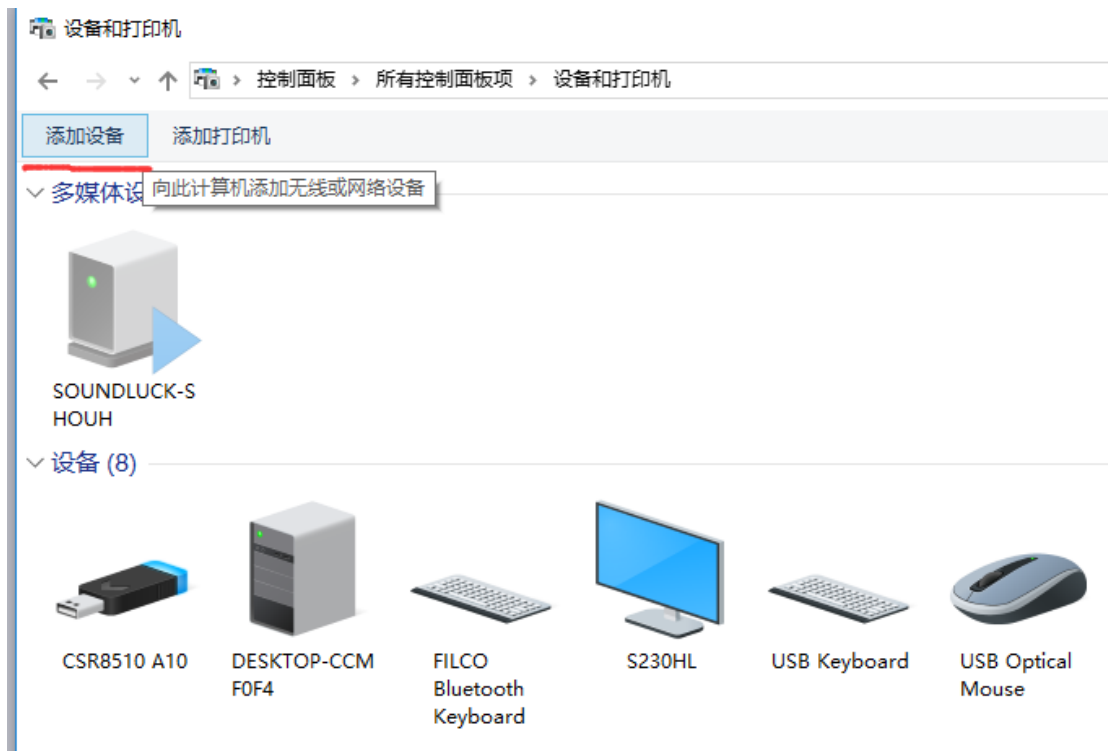 设备和打印机
控制面板 › 所有控制面板项 › 设备和打印机
添加设备 添加打印机
向此计算机添加无线或网络设备
多媒体设
SOUNDLUCK-S
HOUH
设备 (8)
CSR8510 A10
DESKTOP-CCM
F0F4
FILCO
Bluetooth
Keyboard
S230HL
USB Keyboard
USB Optical
Mouse